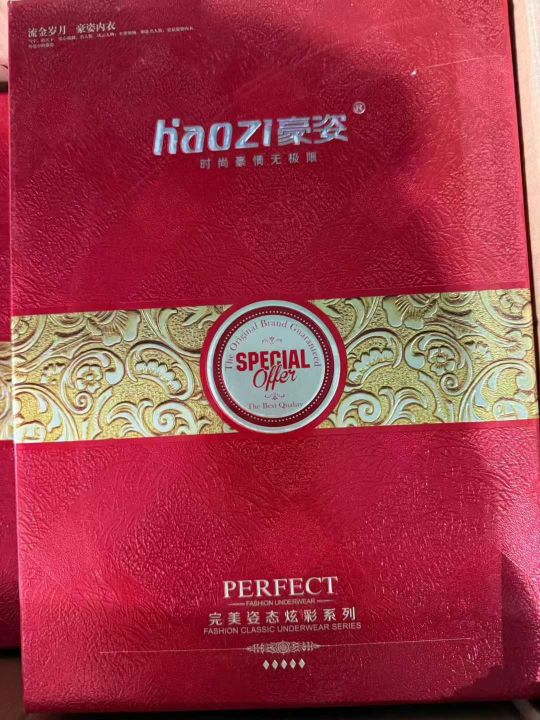 流金岁月 豪姿内衣
haozi豪姿®
时尚豪情无极限
The Original Brand Guaranteed
SPECIAL
Offer
The Best Quality
PERFECT
FASHION UNDERWEAR
完美姿态炫彩系列
FASHION CLASSIC UNDERWEAR SERIES